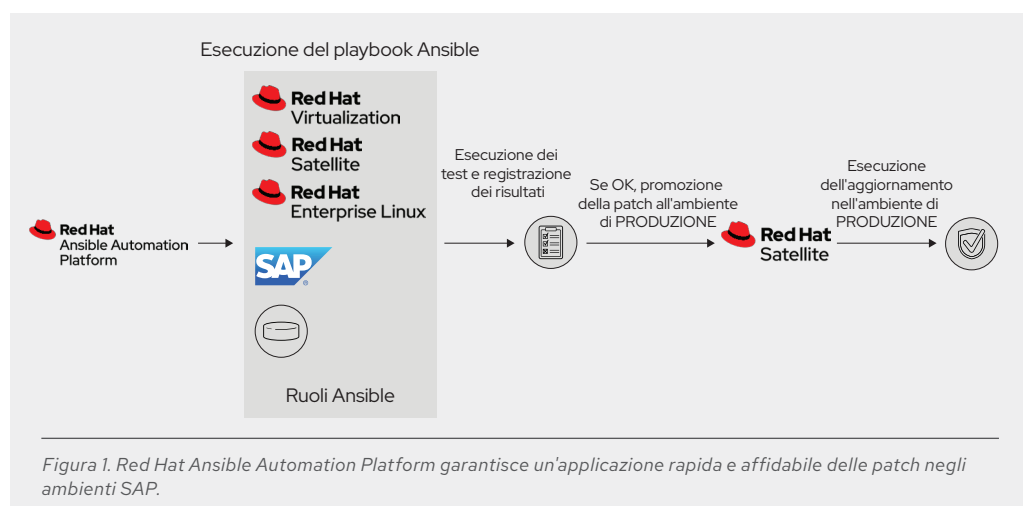 Esecuzione del playbook Ansible
Red Hat
Virtualization
Red Hat
Satellite
Red Hat
Enterprise Linux
SAP
®
Ruoli Ansible
Red Hat
Ansible Automation
Platform
Esecuzione dei
test e registrazione
dei risultati
Se OK, promozione
della patch all'ambiente
di PRODUZIONE
Red Hat
Satellite
Esecuzione
dell'aggiornamento
nell'ambiente di
PRODUZIONE
Figura 1. Red Hat Ansible Automation Platform garantisce un'applicazione rapida e affidabile delle patch negli
ambienti SAP.